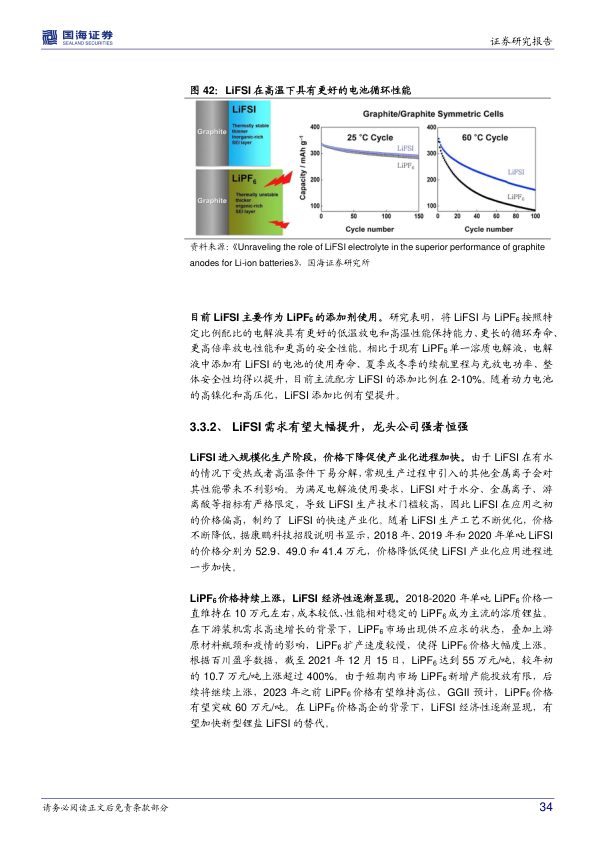 国海证券
SEALAND SECURITIES
证券研究报告
图 42：LiFSI 在高温下具有更好的电池循环性能
LiFSI
Graphite
Thermally stable
thinner
inorganic-rich
SEI layer
LiPF6
Graphite
Thermally unstable
thicker
organic-rich
SEI layer
Graphite/Graphite Symmetric Cells
Capacity / mAh g⁻¹
400
300
200
100
25 °C Cycle
LiFSI
LiPF6
0 50 100 150
Cycle number
400
300
200
100
60 °C Cycle
LiFSI
LiPF6
0 20 40 60 80 100
Cycle number
资料来源：《Unraveling the role of LiFSI electrolyte in the superior performance of graphite
anodes for Li-ion batteries》，国海证券研究所
目前 LiFSI 主要作为 LiPF6 的添加剂使用。研究表明，将 LiFSI 与 LiPF6 按照特
定比例配比的电解液具有更好的低温放电和高温性能保持能力、更长的循环寿命、
更高倍率放电性能和更高的安全性能。相比于现有 LiPF6 单一溶质电解液，电解
液中添加有 LiFSI 的电池的使用寿命、夏季或冬季的续航里程与充放电功率、整
体安全性均得以提升，目前主流配方 LiFSI 的添加比例在 2-10%。随着动力电池
的高镍化和高压化，LiFSI 添加比例有望提升。
3.3.2、 LiFSI 需求有望大幅提升，龙头公司强者恒强
LiFSI 进入规模化生产阶段，价格下降促使产业化进程加快。由于 LiFSI 在有水
的情况下受热或者高温条件下易分解，常规生产过程中引入的其他金属离子会对
其性能带来不利影响。为满足电解液使用要求，LiFSI 对于水分、金属离子、游
离酸等指标有严格限定，导致 LiFSI 生产技术门槛较高，因此 LiFSI 在应用之初
的价格偏高，制约了 LiFSI 的快速产业化。随着 LiFSI 生产工艺不断优化，价格
不断降低，据康鹏科技招股说明书显示，2018 年、2019 年和 2020 年单吨 LiFSI
的价格分别为 52.9、49.0 和 41.4 万元，价格降低促使 LiFSI 产业化应用进程进
一步加快。
LiPF6 价格持续上涨，LiFSI 经济性逐渐显现。2018-2020 年单吨 LiPF6 价格一
直维持在 10 万元左右，成本较低、性能相对稳定的 LiPF6 成为主流的溶质锂盐。
在下游装机需求高速增长的背景下，LiPF6 市场出现供不应求的状态，叠加上游
原材料瓶颈和疫情的影响，LiPF6 扩产速度较慢，使得 LiPF6 价格大幅度上涨。
根据百川盈孚数据，截至 2021 年 12 月 15 日，LiPF6 达到 55 万元/吨，较年初
的 10.7 万元/吨上涨超过 400%。由于短期内市场 LiPF6 新增产能投放有限，后
续将继续上涨，2023 年之前 LiPF6 价格有望维持高位，GGII 预计，LiPF6 价格
有望突破 60 万元/吨。在 LiPF6 价格高企的背景下，LiFSI 经济性逐渐显现，有
望加快新型锂盐 LiFSI 的替代。
请务必阅读正文后免责条款部分
34